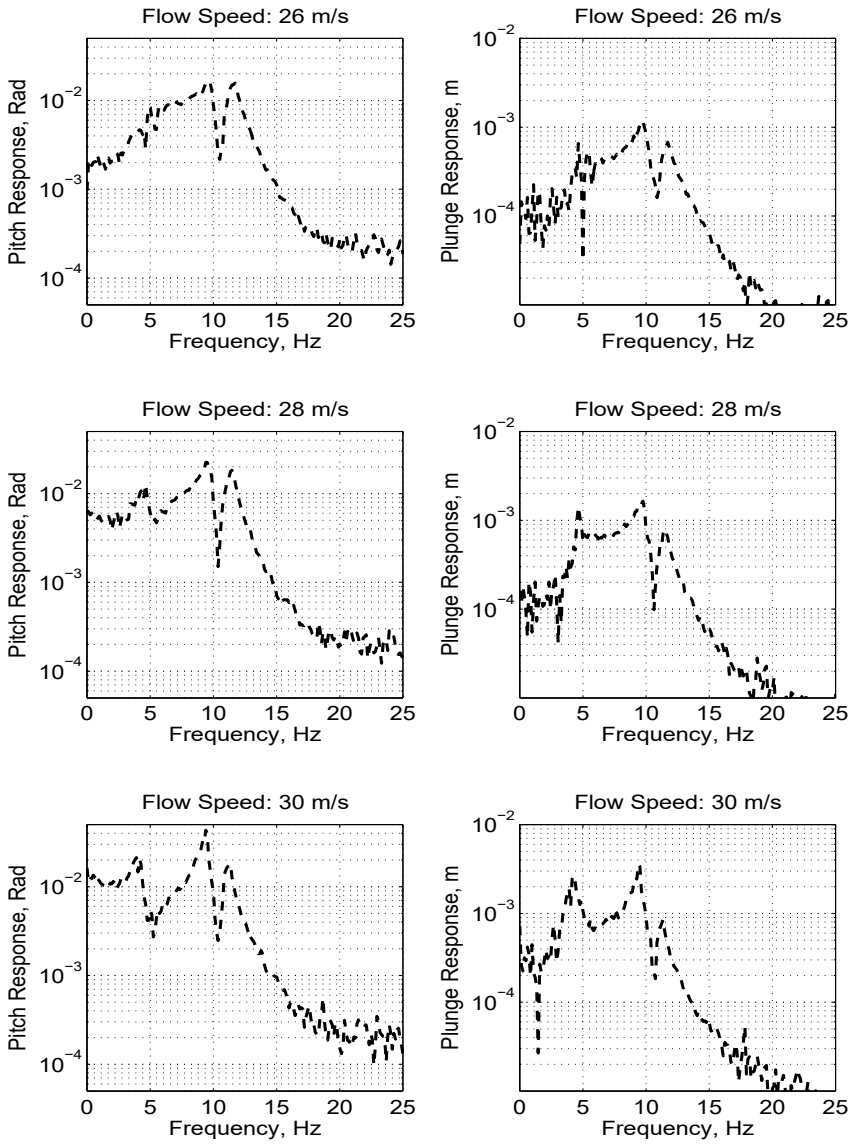 Flow Speed: 26 m/s
Pitch Response, Rad
10⁻²
10⁻³
10⁻⁴
0 5 10 15 20 25
Frequency, Hz
Flow Speed: 26 m/s
Plunge Response, m
10⁻²
10⁻³
10⁻⁴
0 5 10 15 20 25
Frequency, Hz
Flow Speed: 28 m/s
Pitch Response, Rad
10⁻²
10⁻³
10⁻⁴
0 5 10 15 20 25
Frequency, Hz
Flow Speed: 28 m/s
Plunge Response, m
10⁻²
10⁻³
10⁻⁴
0 5 10 15 20 25
Frequency, Hz
Flow Speed: 30 m/s
Pitch Response, Rad
10⁻²
10⁻³
10⁻⁴
0 5 10 15 20 25
Frequency, Hz
Flow Speed: 30 m/s
Plunge Response, m
10⁻²
10⁻³
10⁻⁴
0 5 10 15 20 25
Frequency, Hz